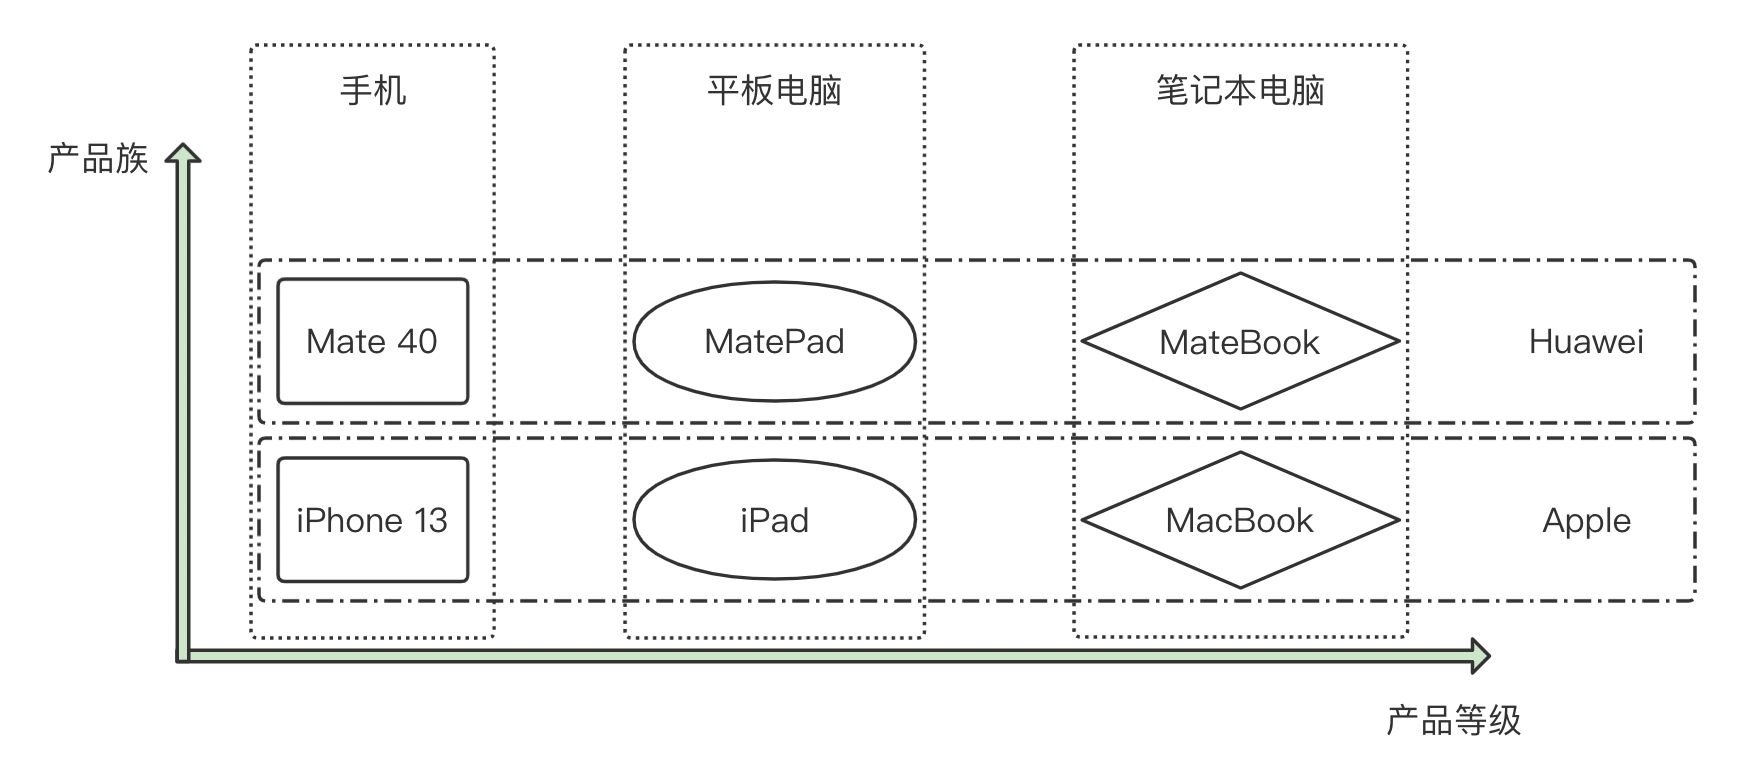 手机
平板电脑
笔记本电脑
产品族
Mate 40
MatePad
MateBook
Huawei
iPhone 13
iPad
MacBook
Apple
产品等级